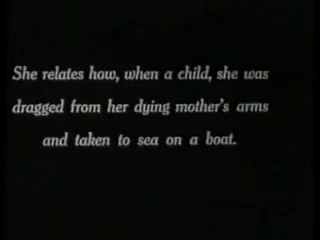 She relates how, when a child, she was
dragged from her dying mother's arms
and taken to sea on a boat.